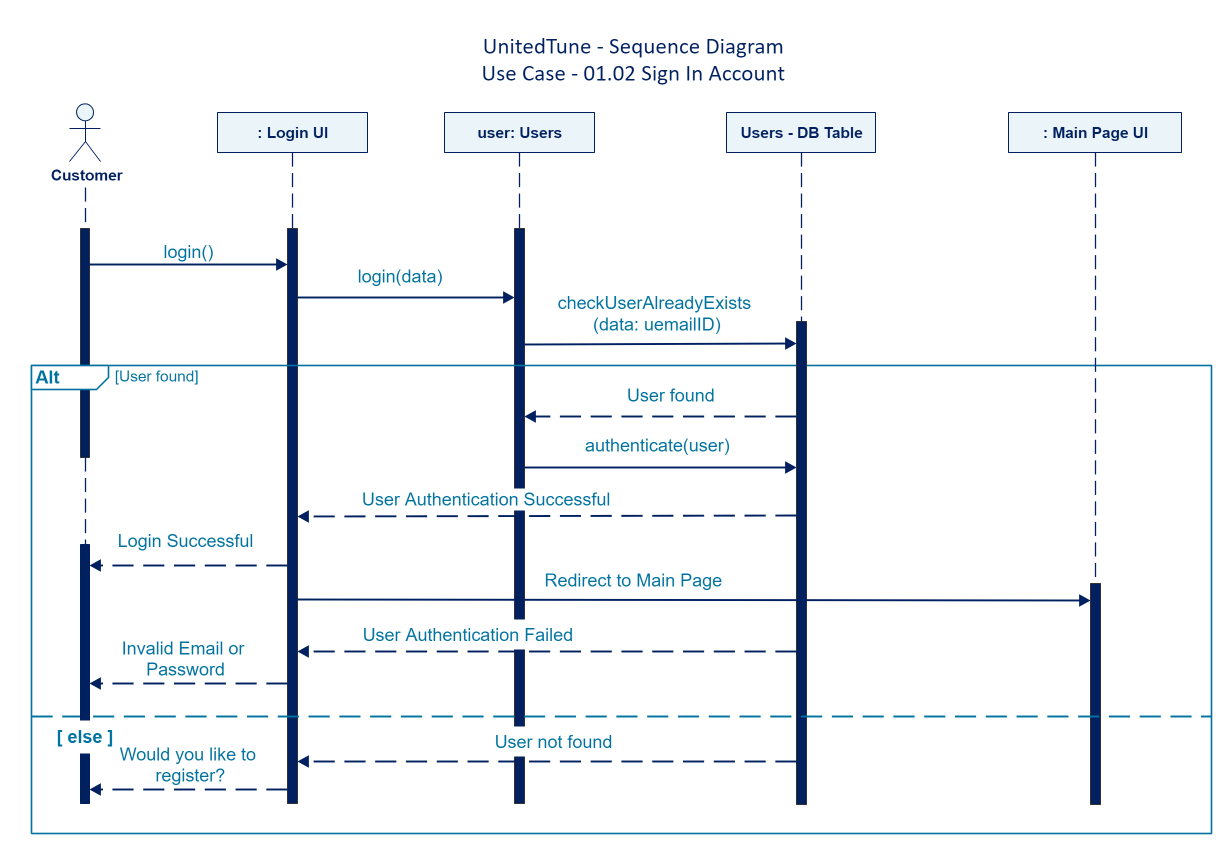 UnitedTune - Sequence Diagram
Use Case - 01.02 Sign In Account
Customer
: Login UI
user: Users
Users - DB Table
: Main Page UI
login()
login(data)
checkUserAlreadyExists
(data: uemailID)
Alt
[User found]
User found
authenticate(user)
User Authentication Successful
Login Successful
Redirect to Main Page
User Authentication Failed
Invalid Email or
Password
[ else ]
User not found
Would you like to
register?